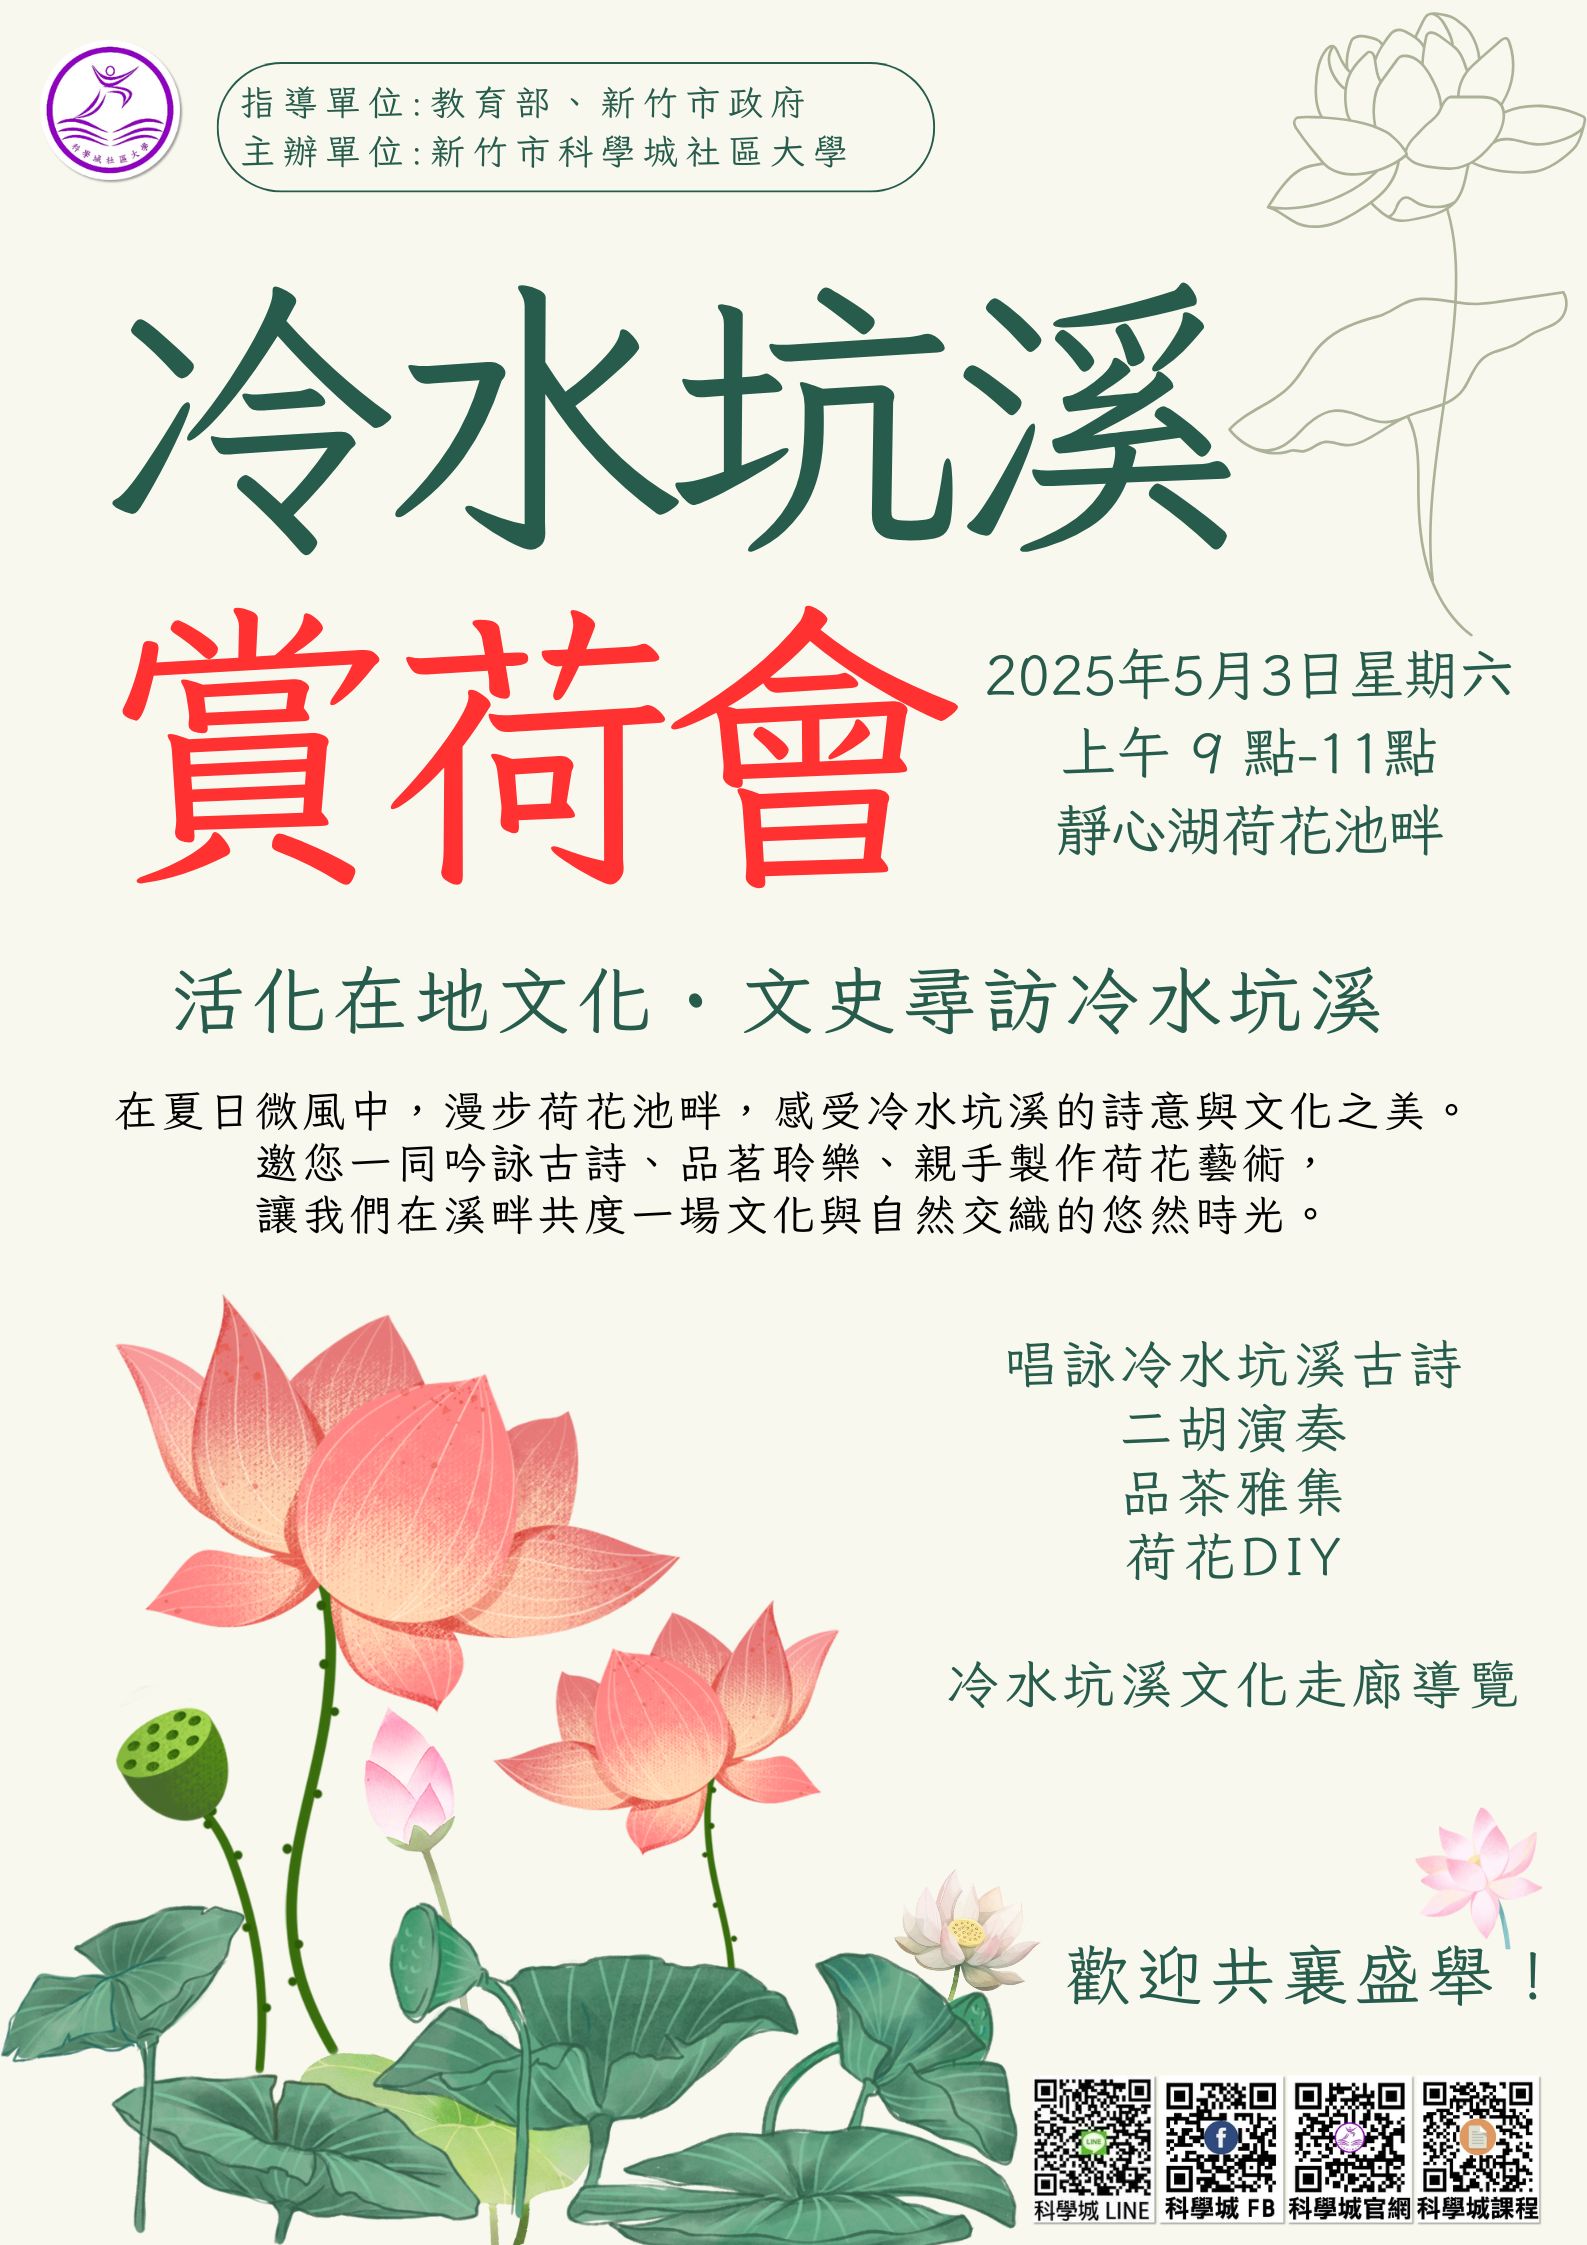 科學城社區大學
指導單位:教育部、新竹市政府
主辦單位:新竹市科學城社區大學
冷水坑溪
賞荷會
2025年5月3日星期六
上午 9 點-11點
靜心湖荷花池畔
活化在地文化・文史尋訪冷水坑溪
在夏日微風中，漫步荷花池畔，感受冷水坑溪的詩意與文化之美。
邀您一同吟詠古詩、品茗聆樂、親手製作荷花藝術，
讓我們在溪畔共度一場文化與自然交織的悠然時光。
唱詠冷水坑溪古詩
二胡演奏
品茶雅集
荷花DIY
冷水坑溪文化走廊導覽
歡迎共襄盛舉！
LINE
科學城 LINE
科學城 FB
科學城官網
科學城課程